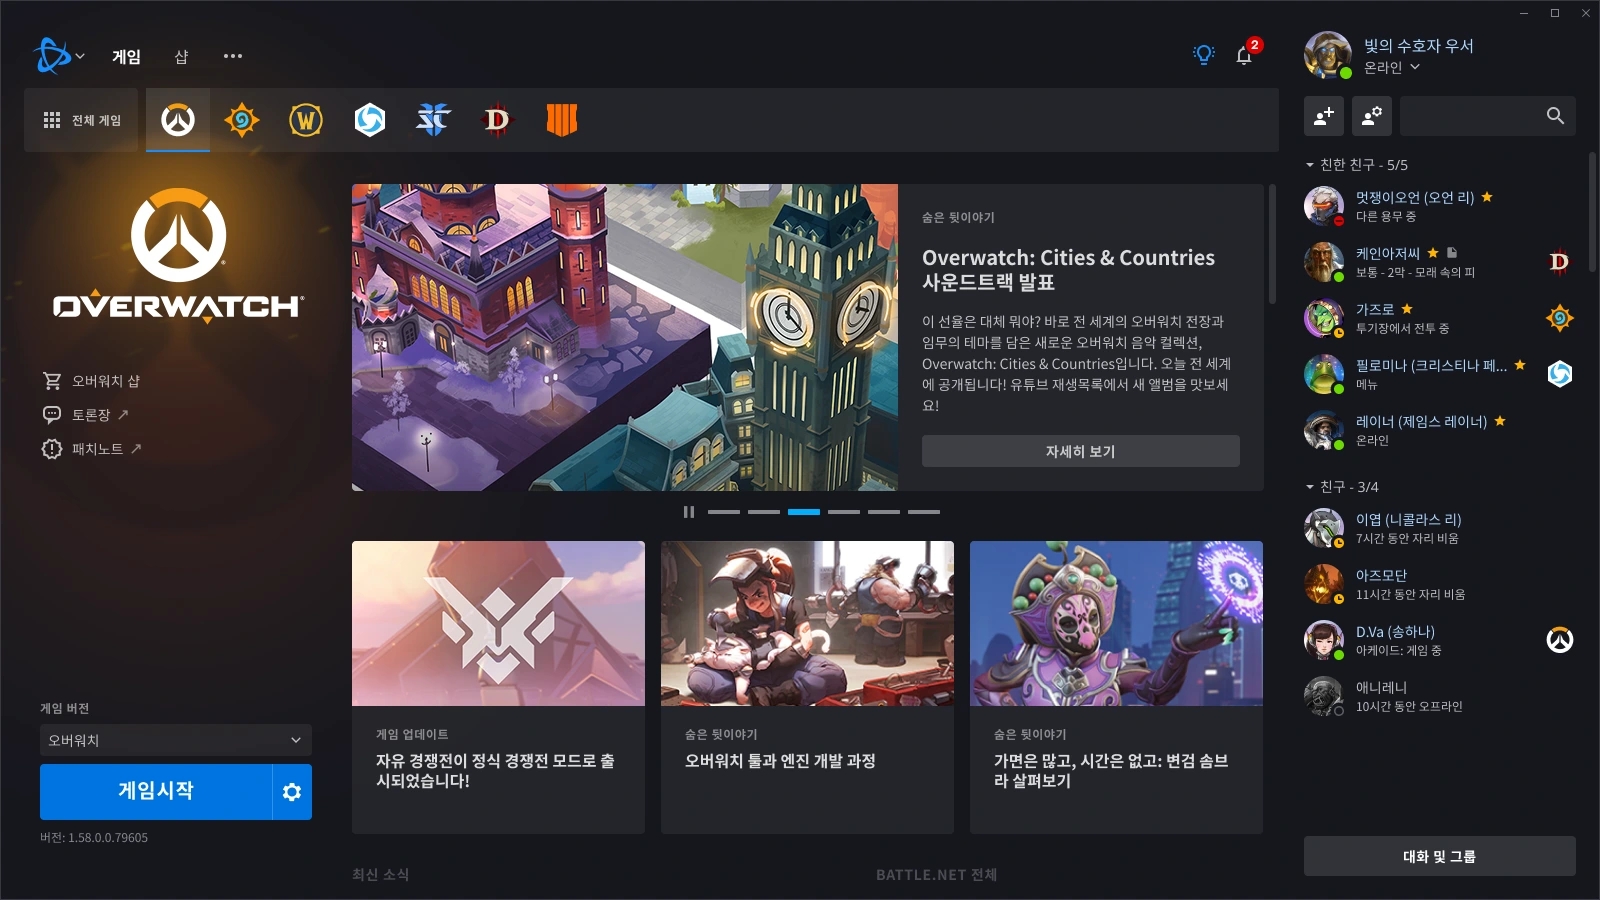 게임
샵
2
전체 게임
OVERWATCH
오버워치 샵
토론장
패치노트
게임 버전
오버워치
게임시작
버전: 1.58.0.0.79605
숨은 뒷이야기
Overwatch: Cities & Countries
사운드트랙 발표
이 선율은 대체 뭐야? 바로 전 세계의 오버워치 전장과
임무의 테마를 담은 새로운 오버워치 음악 컬렉션,
Overwatch: Cities & Countries입니다. 오늘 전 세계
에 공개됩니다! 유튜브 재생목록에서 새 앨범을 맛보세
요!
자세히 보기
게임 업데이트
자유 경쟁전이 정식 경쟁전 모드로 출
시되었습니다!
숨은 뒷이야기
오버워치 툴과 엔진 개발 과정
숨은 뒷이야기
가면은 많고, 시간은 없고: 변검 솜브
라 살펴보기
최신 소식
BATTLE.NET 전체
빛의 수호자 우서
온라인
친한 친구 - 5/5
멋쟁이오언 (오언 리)
다른 용무 중
케인아저씨
보통 - 2막 - 모래 속의 피
가즈로
투기장에서 전투 중
필로미나 (크리스티나 페...
메뉴
레이너 (제임스 레이너)
온라인
친구 - 3/4
이엽 (니콜라스 리)
7시간 동안 자리 비움
아즈모단
11시간 동안 자리 비움
D.Va (송하나)
아케이드: 게임 중
애니레니
10시간 동안 오프라인
대화 및 그룹